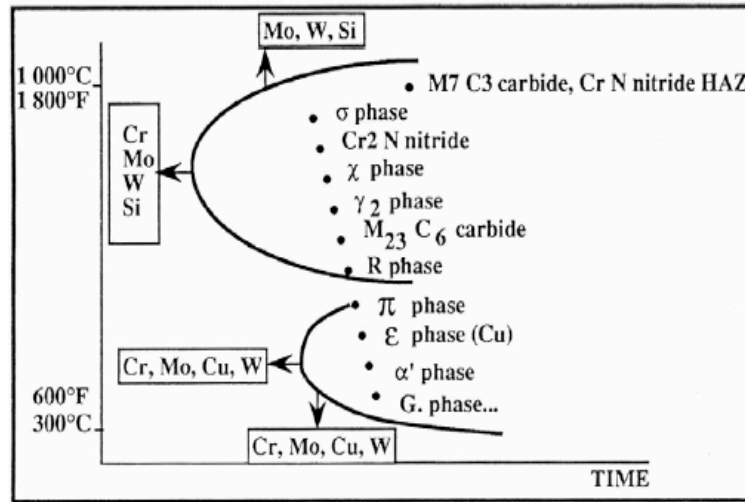 Mo, W, Si
1 000°C
1 800°F
M7 C3 carbide, Cr N nitride HAZ
σ phase
Cr2 N nitride
χ phase
γ2 phase
M23 C6 carbide
R phase
Cr
Mo
W
Si
π phase
ε phase (Cu)
α' phase
G. phase...
Cr, Mo, Cu, W
600°F
300°C
Cr, Mo, Cu, W
TIME